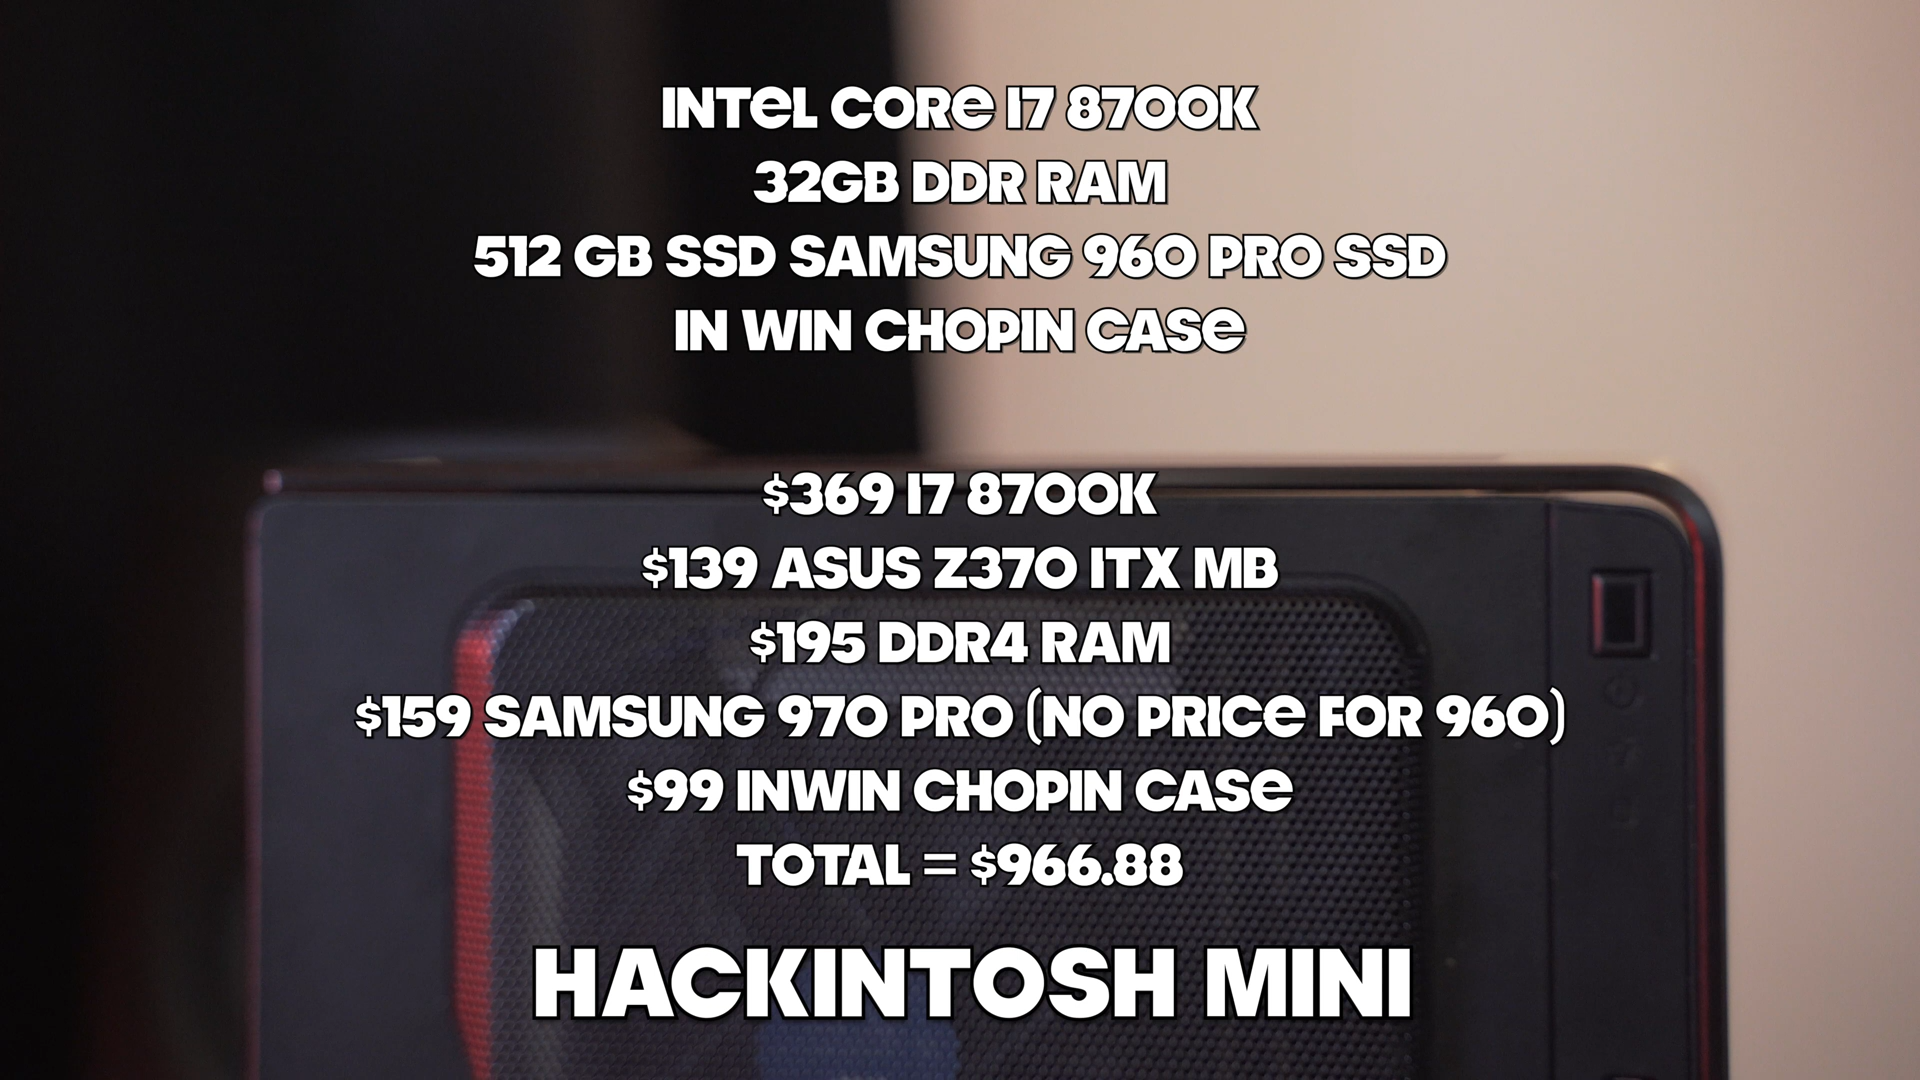 INTEL CORE I7 8700K
32GB DDR RAM
512 GB SSD SAMSUNG 960 PRO SSD
IN WIN CHOPIN CASE
$369 I7 8700K
$139 ASUS Z370 ITX MB
$195 DDR4 RAM
$159 SAMSUNG 970 PRO (NO PRICE FOR 960)
$99 INWIN CHOPIN CASE
TOTAL = $966.88
HACKINTOSH MINI